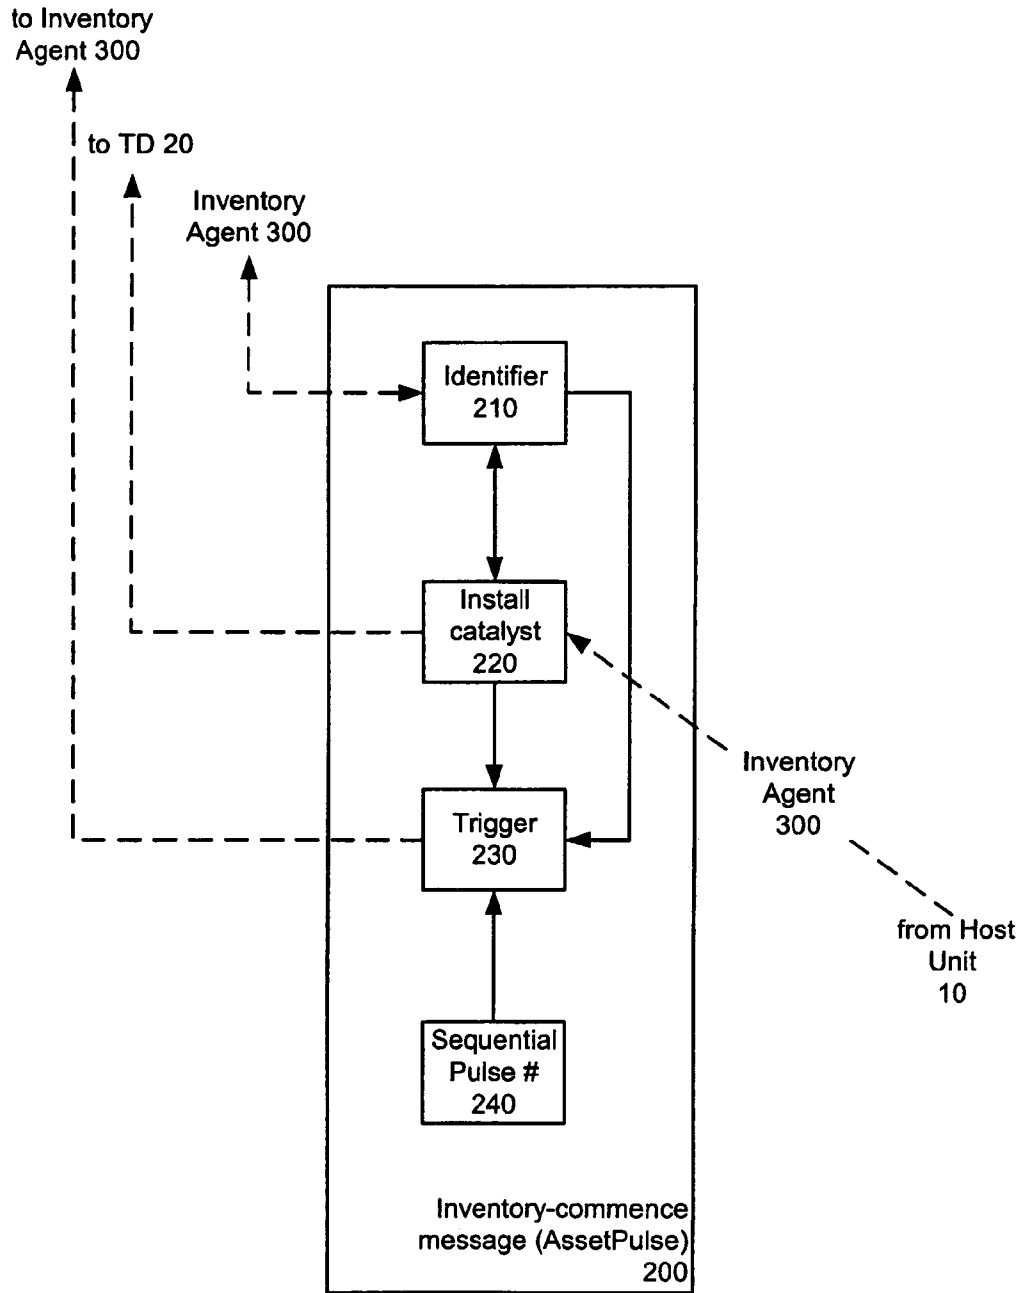 to Inventory
Agent 300
to TD 20
Inventory
Agent 300
Identifier
210
Install
catalyst
220
Trigger
230
Inventory
Agent
300
from Host
Unit
10
Sequential
Pulse #
240
Inventory-commence
message (AssetPulse)
200